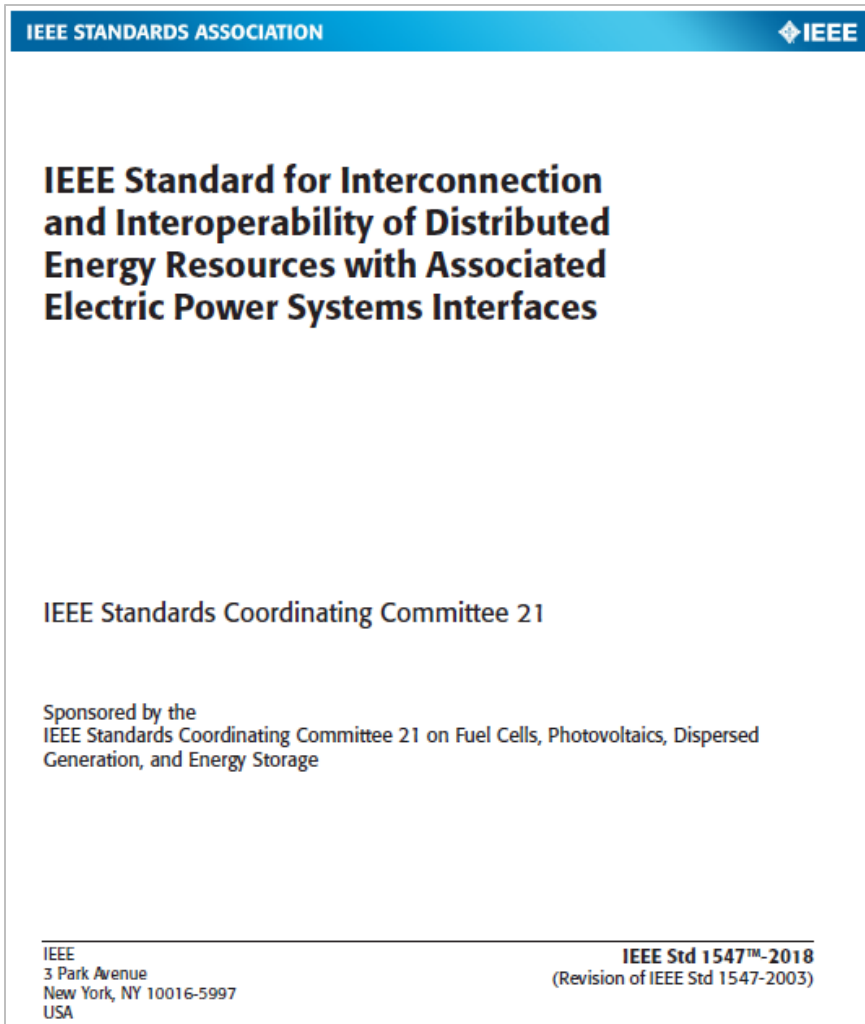 IEEE STANDARDS ASSOCIATION
IEEE
IEEE Standard for Interconnection
and Interoperability of Distributed
Energy Resources with Associated
Electric Power Systems Interfaces
IEEE Standards Coordinating Committee 21
Sponsored by the
IEEE Standards Coordinating Committee 21 on Fuel Cells, Photovoltaics, Dispersed
Generation, and Energy Storage
IEEE
3 Park Avenue
New York, NY 10016-5997
USA
IEEE Std 1547™-2018
(Revision of IEEE Std 1547-2003)